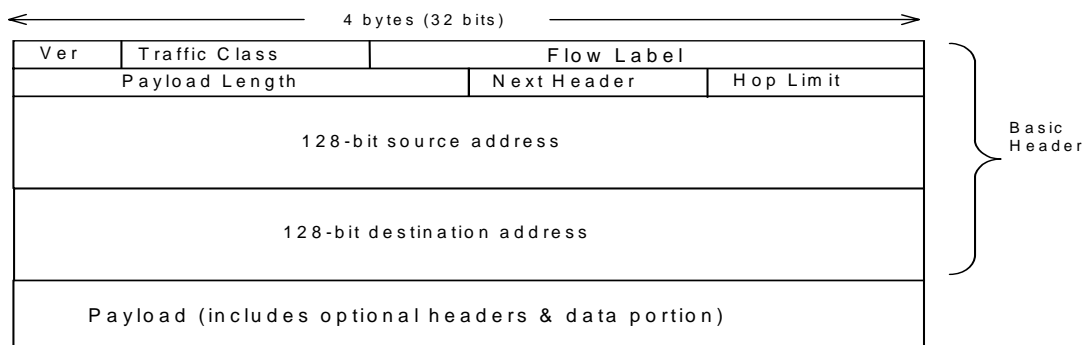 4 bytes (32 bits)
Ver Traffic Class Flow Label
Payload Length Next Header Hop Limit
128-bit source address
Basic
Header
128-bit destination address
Payload (includes optional headers & data portion)